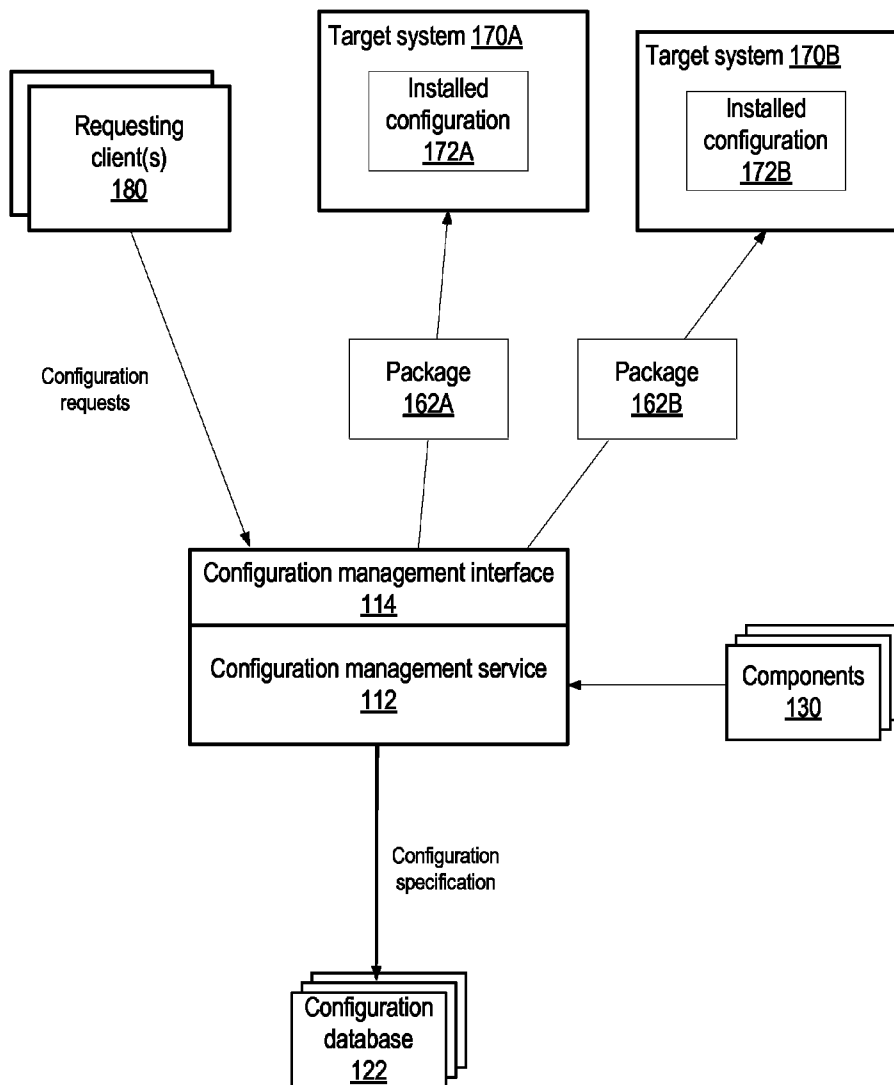 Target system 170A
Installed
configuration
172A
Target system 170B
Installed
configuration
172B
Requesting
client(s)
180
Configuration
requests
Package
162A
Package
162B
Configuration management interface
114
Configuration management service
112
Components
130
Configuration
specification
Configuration
database
122